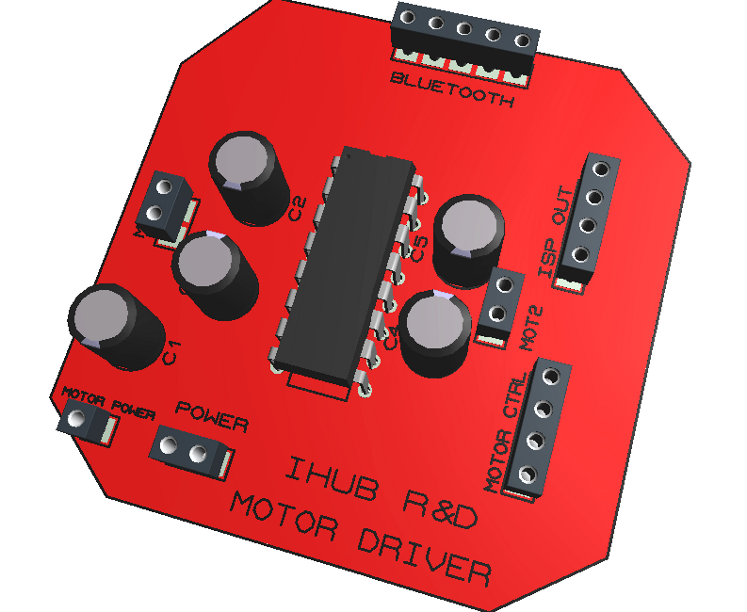 BLUETOOTH
C2
C5
ISP OUT
MOT2
C4
C1
MOTOR CTRL
MOTOR POWER
POWER
IHUB R&D
MOTOR DRIVER